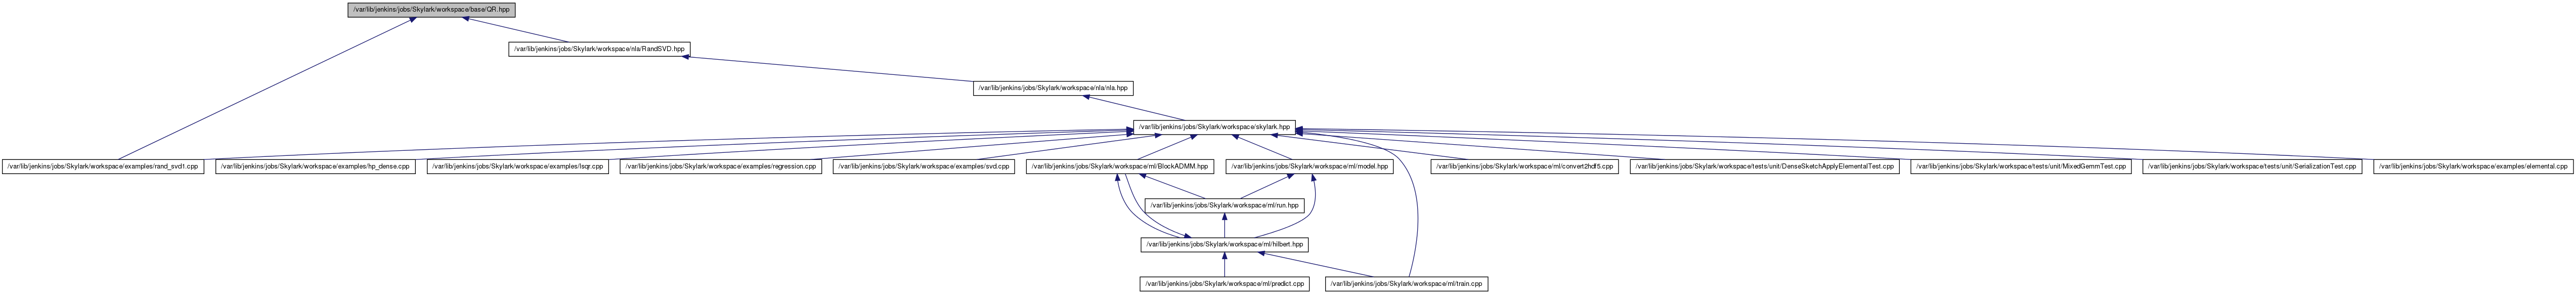 /var/lib/jenkins/jobs/Skylark/workspace/base/QR.hpp
/var/lib/jenkins/jobs/Skylark/workspace/nla/RandSVD.hpp
/var/lib/jenkins/jobs/Skylark/workspace/nla/nla.hpp
/var/lib/jenkins/jobs/Skylark/workspace/skylark.hpp
/var/lib/jenkins/jobs/Skylark/workspace/examples/rand_svd1.cpp
/var/lib/jenkins/jobs/Skylark/workspace/examples/hp_dense.cpp
/var/lib/jenkins/jobs/Skylark/workspace/examples/lsqr.cpp
/var/lib/jenkins/jobs/Skylark/workspace/examples/regression.cpp
/var/lib/jenkins/jobs/Skylark/workspace/examples/svd.cpp
/var/lib/jenkins/jobs/Skylark/workspace/ml/BlockADMM.hpp
/var/lib/jenkins/jobs/Skylark/workspace/ml/model.hpp
/var/lib/jenkins/jobs/Skylark/workspace/ml/convert2hdf5.cpp
/var/lib/jenkins/jobs/Skylark/workspace/tests/unit/DenseSketchApplyElementalTest.cpp
/var/lib/jenkins/jobs/Skylark/workspace/tests/unit/MixedGemmTest.cpp
/var/lib/jenkins/jobs/Skylark/workspace/tests/unit/SerializationTest.cpp
/var/lib/jenkins/jobs/Skylark/workspace/examples/elemental.cpp
/var/lib/jenkins/jobs/Skylark/workspace/ml/run.hpp
/var/lib/jenkins/jobs/Skylark/workspace/ml/hilbert.hpp
/var/lib/jenkins/jobs/Skylark/workspace/ml/predict.cpp
/var/lib/jenkins/jobs/Skylark/workspace/ml/train.cpp